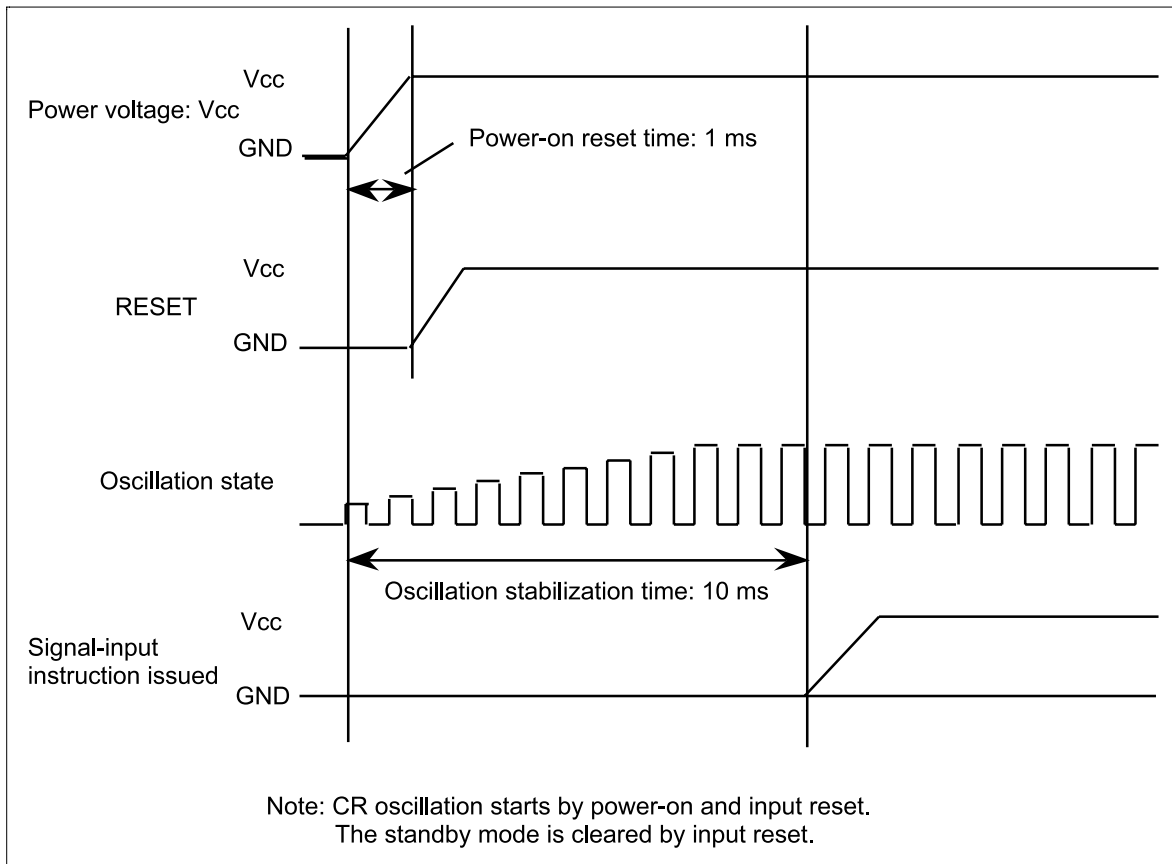 Vcc
Power voltage: Vcc
GND
Power-on reset time: 1 ms
Vcc
RESET
GND
Oscillation state
Oscillation stabilization time: 10 ms
Vcc
Signal-input
instruction issued
GND
Note: CR oscillation starts by power-on and input reset.
The standby mode is cleared by input reset.